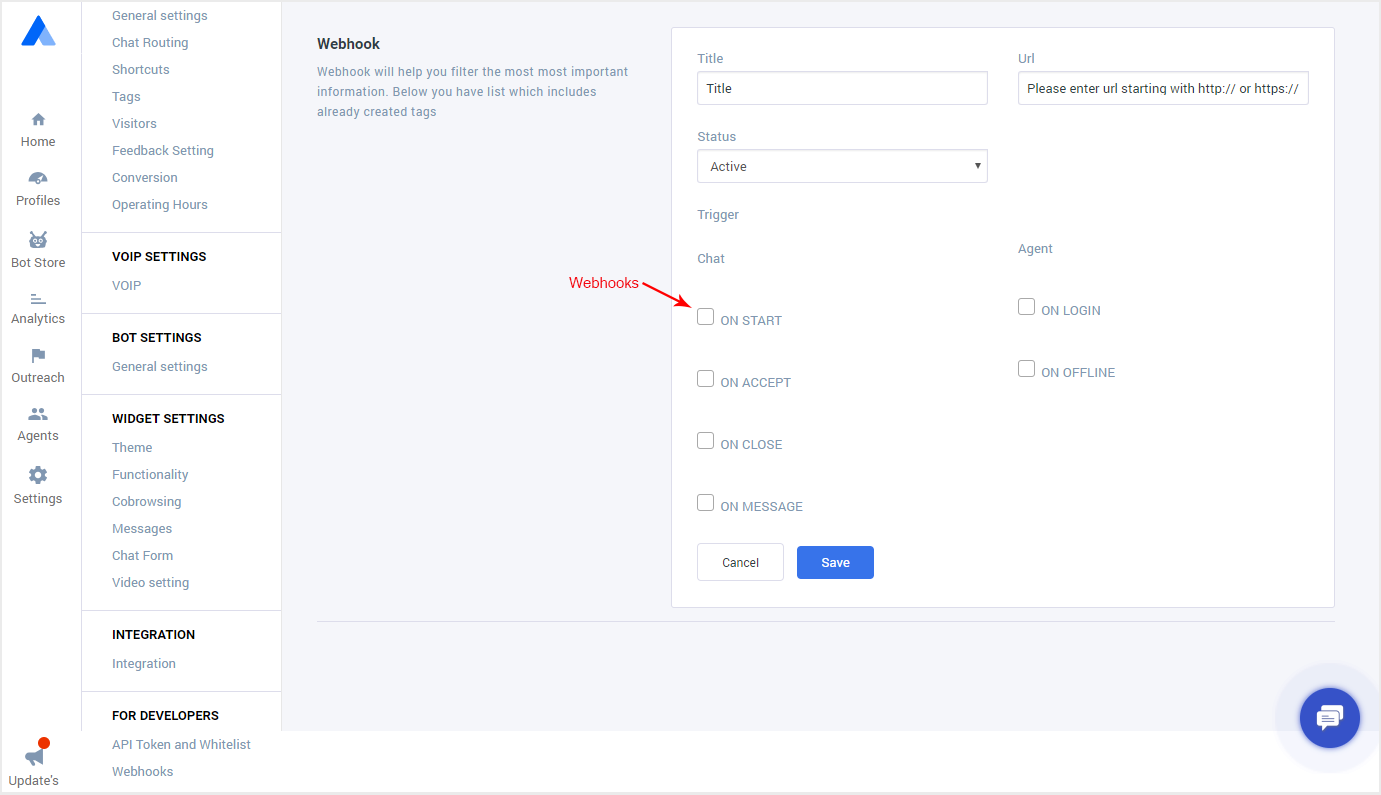 Home
Profiles
Bot Store
Analytics
Outreach
Agents
Settings
Update's
General settings
Chat Routing
Shortcuts
Tags
Visitors
Feedback Setting
Conversion
Operating Hours
VOIP SETTINGS
VOIP
BOT SETTINGS
General settings
WIDGET SETTINGS
Theme
Functionality
Cobrowsing
Messages
Chat Form
Video setting
INTEGRATION
Integration
FOR DEVELOPERS
API Token and Whitelist
Webhooks
Webhook
Webhook will help you filter the most most important
information. Below you have list which includes
already created tags
Title
Title
Url
Please enter url starting with http:// or https://
Status
Active
Trigger
Chat
Agent
Webhooks
ON START
ON LOGIN
ON ACCEPT
ON OFFLINE
ON CLOSE
ON MESSAGE
Cancel
Save